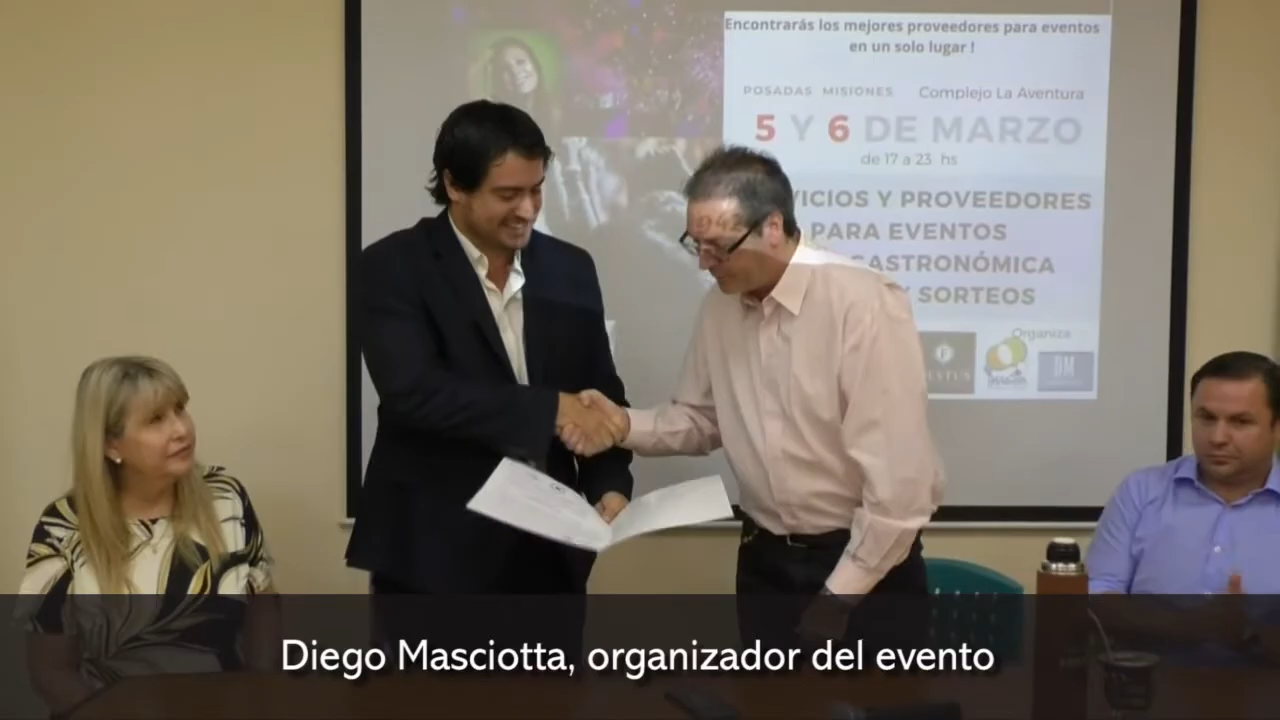 Encontrarás los mejores proveedores para eventos
en un solo lugar !
POSADAS MISIONES Complejo La Aventura
5 Y 6 DE MARZO
de 17 a 23 hs
VICIOS Y PROVEEDORES
PARA EVENTOS
GASTRONÓMICA
Y SORTEOS
Organiza
DM
Diego Masciotta, organizador del evento